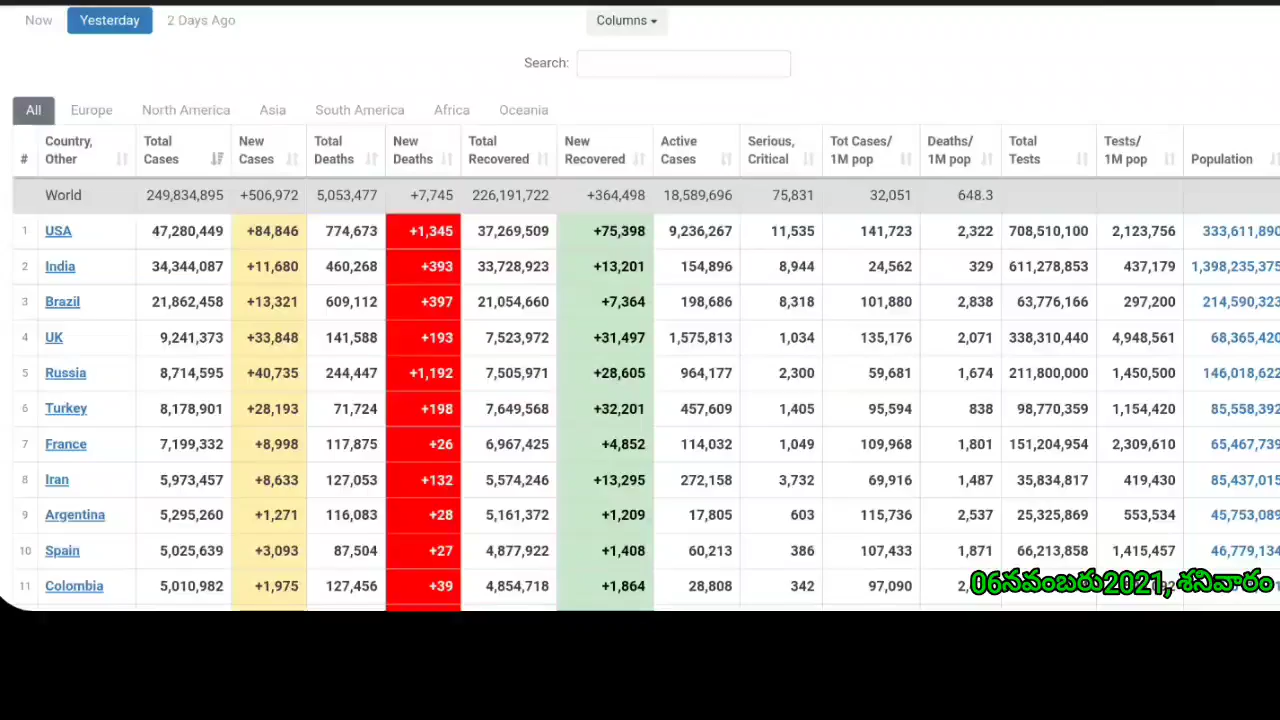 Now Yesterday 2 Days Ago Columns
Search:
All Europe North America Asia South America Africa Oceania
# Country, Other Total Cases New Cases Total Deaths New Deaths Total Recovered New Recovered Active Cases Serious, Critical Tot Cases/ 1M pop Deaths/ 1M pop Total Tests Tests/ 1M pop Population
World 249,834,895 +506,972 5,053,477 +7,745 226,191,722 +364,498 18,589,696 75,831 32,051 648.3
1 USA 47,280,449 +84,846 774,673 +1,345 37,269,509 +75,398 9,236,267 11,535 141,723 2,322 708,510,100 2,123,756 333,611,890
2 India 34,344,087 +11,680 460,268 +393 33,728,923 +13,201 154,896 8,944 24,562 329 611,278,853 437,179 1,398,235,375
3 Brazil 21,862,458 +13,321 609,112 +397 21,054,660 +7,364 198,686 8,318 101,880 2,838 63,776,166 297,200 214,590,323
4 UK 9,241,373 +33,848 141,588 +193 7,523,972 +31,497 1,575,813 1,034 135,176 2,071 338,310,440 4,948,561 68,365,420
5 Russia 8,714,595 +40,735 244,447 +1,192 7,505,971 +28,605 964,177 2,300 59,681 1,674 211,800,000 1,450,500 146,018,622
6 Turkey 8,178,901 +28,193 71,724 +198 7,649,568 +32,201 457,609 1,405 95,594 838 98,770,359 1,154,420 85,558,392
7 France 7,199,332 +8,998 117,875 +26 6,967,425 +4,852 114,032 1,049 109,968 1,801 151,204,954 2,309,610 65,467,739
8 Iran 5,973,457 +8,633 127,053 +132 5,574,246 +13,295 272,158 3,732 69,916 1,487 35,834,817 419,430 85,437,015
9 Argentina 5,295,260 +1,271 116,083 +28 5,161,372 +1,209 17,805 603 115,736 2,537 25,325,869 553,534 45,753,089
10 Spain 5,025,639 +3,093 87,504 +27 4,877,922 +1,408 60,213 386 107,433 1,871 66,213,858 1,415,457 46,779,134
11 Colombia 5,010,982 +1,975 127,456 +39 4,854,718 +1,864 28,808 342 97,090
06నవంబరు2021, శనివారం